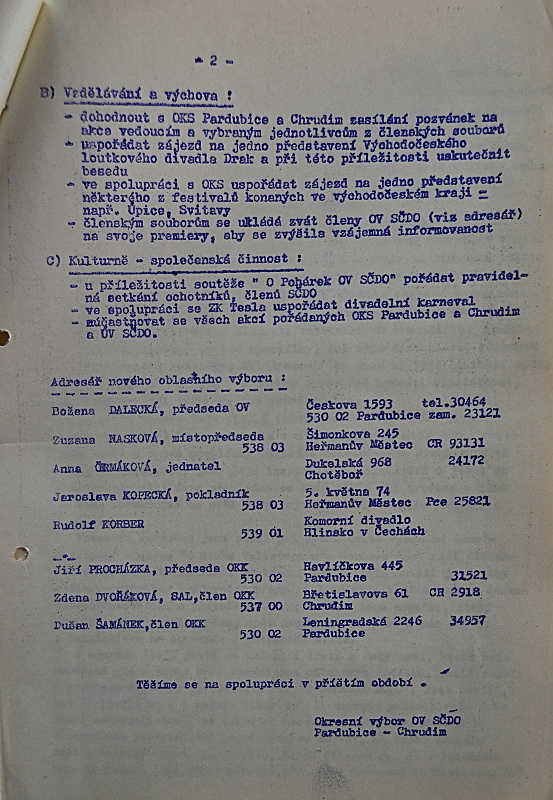 - 2 -
B) Vzdělávání a výchova :
- dohodnout s OKS Pardubice a Chrudim zasílání pozvánek na
akce vedoucím a vybraným jednotlivcům z členských souborů
- uspořádat zájezd na jedno představení Východočeského
loutkového divadla Drak a při této příležitosti uskutečnit
besedu
- ve spolupráci s OKS uspořádat zájezd na jedno představení
některého z festivalů konaných ve východočeském kraji -
např. Úpice, Svitavy
- členským souborům se ukládá zvát členy OV SČDO (viz adresář)
na svoje premiery, aby se zvýšila vzájemná informovanost
C) Kulturně - společenská činnost :
- u příležitosti soutěže " O Pohárek OV SČDO" pořádat pravidel-
ná setkání ochotníků, členů SČDO
- ve spolupráci se ZK Tesla uspořádat divadelní karneval
- zúčastňovat se všech akcí pořádaných OKS Pardubice a Chrudim
a OV SČDO.
Adresář nového oblastního výboru :
Božena DALECKÁ, předseda OV Českova 1593 tel.30464
530 02 Pardubice zam. 23121
Zuzana NASKOVÁ, místopředseda Šimonkova 245
538 03 Heřmanův Městec CR 93131
Anna ČERMÁKOVÁ, jednatel Dukelská 968 24172
Chotěboř
Jaroslava KOPECKÁ, pokladník 5. května 74
538 03 Heřmanův Městec Pce 25821
Rudolf KORBER Komorní divadlo
539 01 Hlinsko v Čechách
-.-
Jiří PROCHÁZKA, předseda OKK Havlíčkova 445
530 02 Pardubice 31521
Zdena DVOŘÁKOVÁ, SAL,člen OKK Břetislavova 61 CR 2918
537 00 Chrudim
Dušan ŠAMÁNEK,člen OKK Leningradská 2246 34957
530 02 Pardubice
Těšíme se na spolupráci v příštím období .
Okresní výbor OV SČDO
Pardubice - Chrudim